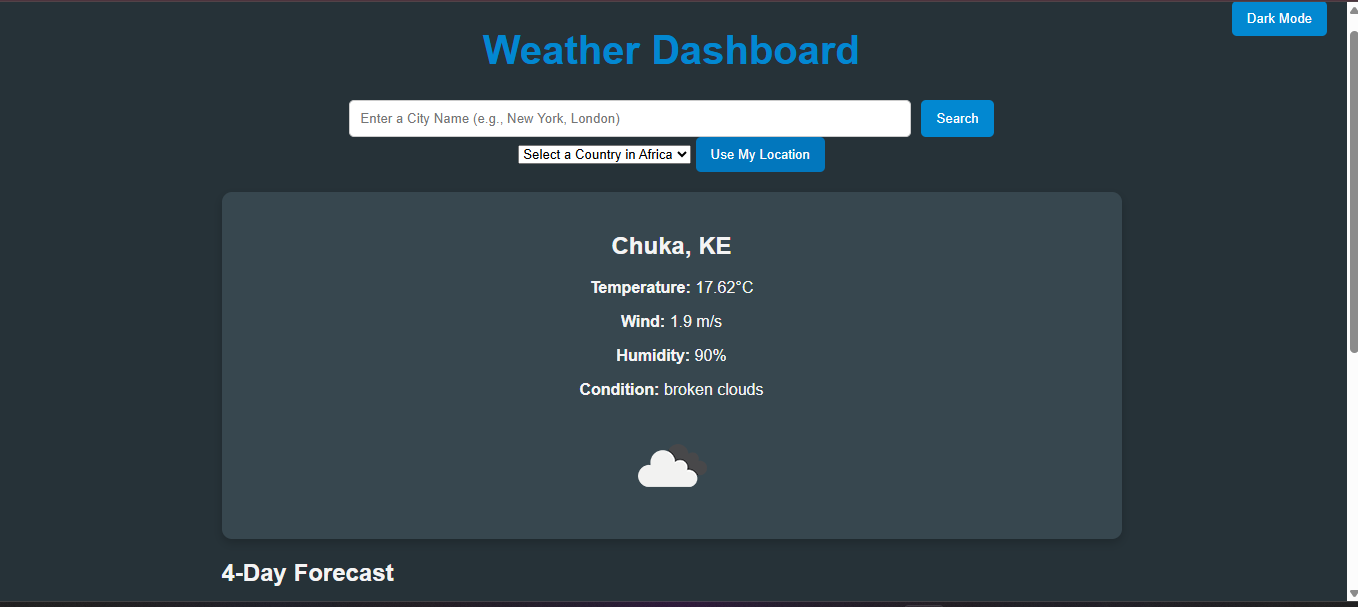 Dark Mode
Weather Dashboard
Enter a City Name (e.g., New York, London)
Search
Select a Country in Africa
Use My Location
Chuka, KE
Temperature: 17.62°C
Wind: 1.9 m/s
Humidity: 90%
Condition: broken clouds
4-Day Forecast